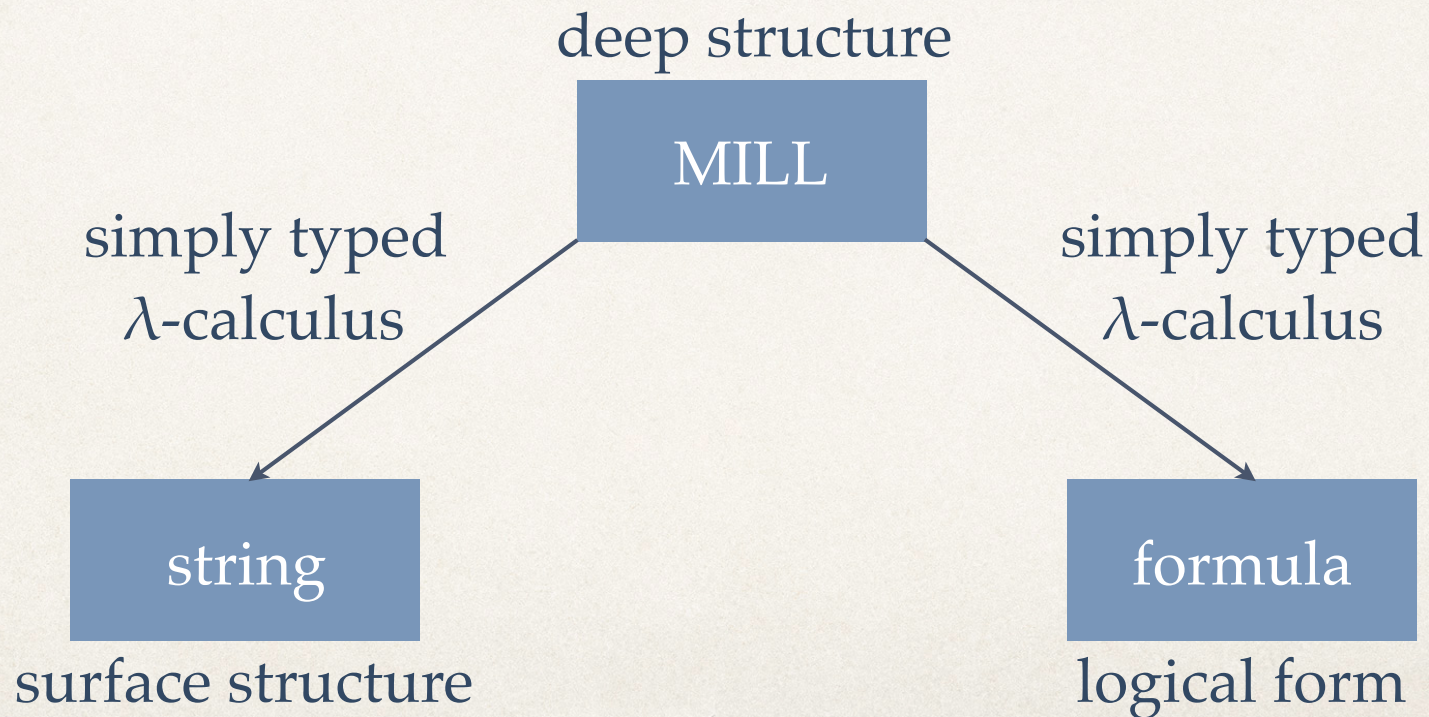 deep structure
MILL
simply typed
λ-calculus
simply typed
λ-calculus
string
formula
surface structure
logical form